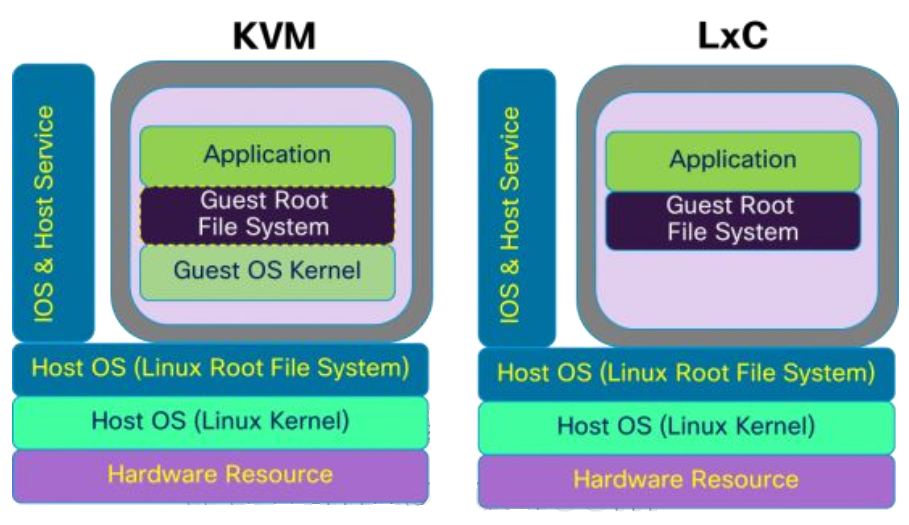 KVM
IOS & Host Service
Application
Guest Root
File System
Guest OS Kernel
Host OS (Linux Root File System)
Host OS (Linux Kernel)
Hardware Resource
LxC
IOS & Host Service
Application
Guest Root
File System
Host OS (Linux Root File System)
Host OS (Linux Kernel)
Hardware Resource